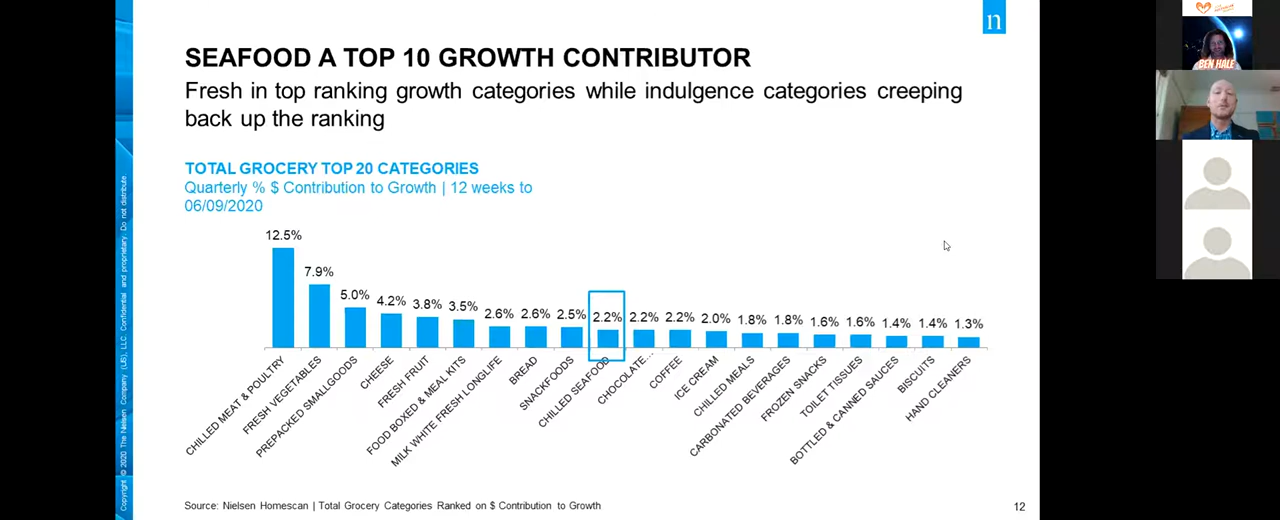 n
SEAFOOD A TOP 10 GROWTH CONTRIBUTOR
Fresh in top ranking growth categories while indulgence categories creeping
back up the ranking
TOTAL GROCERY TOP 20 CATEGORIES
Quarterly % $ Contribution to Growth | 12 weeks to
06/09/2020
12.5%
7.9%
5.0%
4.2%
3.8%
3.5%
2.6%
2.6%
2.5%
2.2%
2.2%
2.2%
2.0%
1.8%
1.8%
1.6%
1.6%
1.4%
1.4%
1.3%
CHILLED MEAT & POULTRY
FRESH VEGETABLES
PREPACKED SMALLGOODS
CHEESE
FRESH FRUIT
FOOD BOXED & MEAL KITS
MILK WHITE FRESH LONGLIFE
BREAD
SNACKFOODS
CHILLED SEAFOOD
CHOCOLATE...
COFFEE
ICE CREAM
CHILLED MEALS
CARBONATED BEVERAGES
FROZEN SNACKS
TOILET TISSUES
BOTTLED & CANNED SAUCES
BISCUITS
HAND CLEANERS
Source: Nielsen Homescan | Total Grocery Categories Ranked on $ Contribution to Growth
12
Copyright © 2020 The Nielsen Company (US), LLC. Confidential and proprietary. Do not distribute
BEN HALE